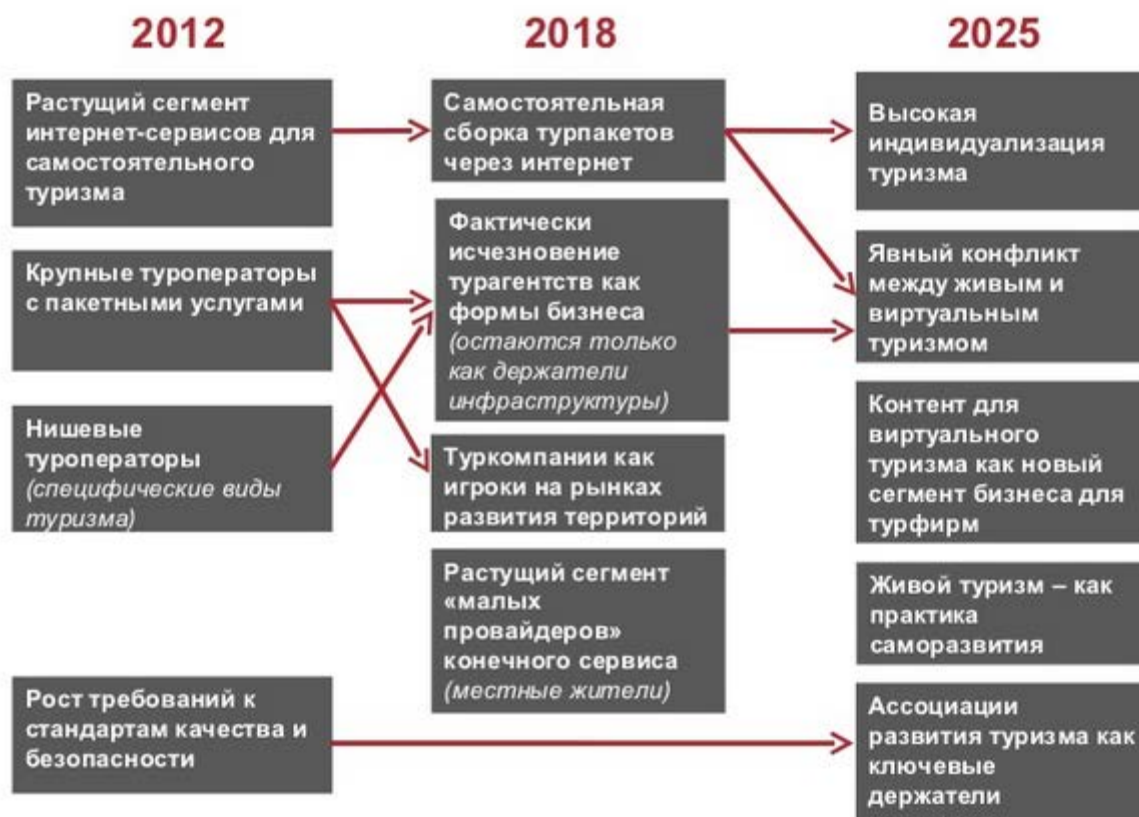 2012
2018
2025
Растущий сегмент
интернет-сервисов для
самостоятельного
туризма
Крупные туроператоры
с пакетными услугами
Нишевые
туроператоры
(специфические виды
туризма)
Рост требований к
стандартам качества и
безопасности
Самостоятельная
сборка турпакетов
через интернет
Фактически
исчезновение
турагентств как
формы бизнеса
(остаются только
как держатели
инфраструктуры)
Туркомпании как
игроки на рынках
развития территорий
Растущий сегмент
«малых
провайдеров»
конечного сервиса
(местные жители)
Высокая
индивидуализация
туризма
Явный конфликт
между живым и
виртуальным
туризмом
Контент для
виртуального
туризма как новый
сегмент бизнеса для
турфирм
Живой туризм – как
практика
саморазвития
Ассоциации
развития туризма как
ключевые
держатели